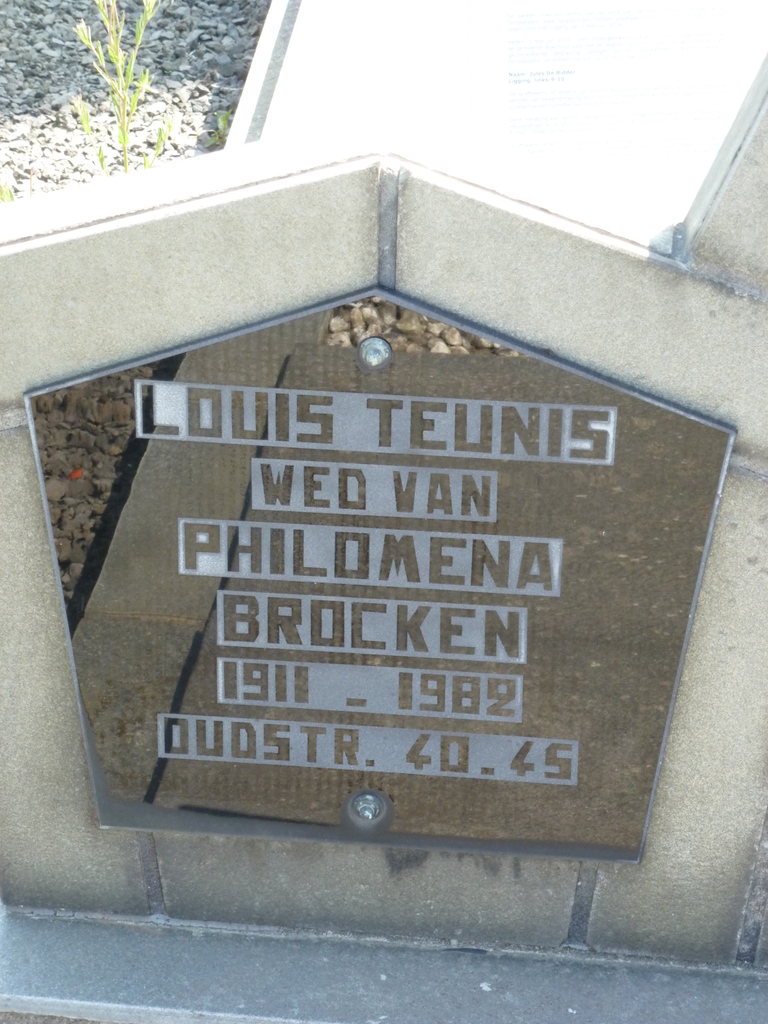 LOUIS TEUNIS
WED VAN
PHILOMENA
BROCKEN
1911 - 1982
OUDSTR. 40-45